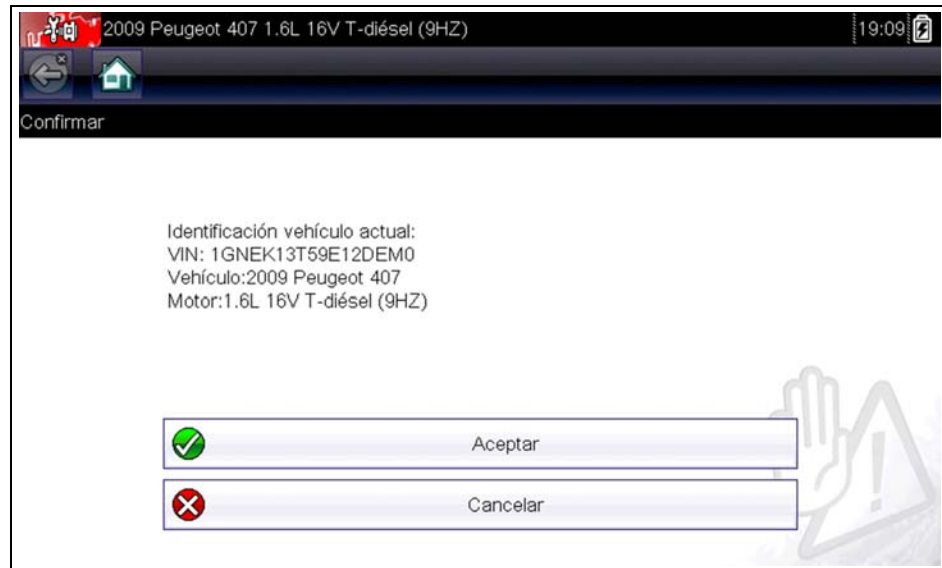 2009 Peugeot 407 1.6L 16V T-diésel (9HZ)
19:09
Confirmar
Identificación vehículo actual:
VIN: 1GNEK13T59E12DEM0
Vehículo:2009 Peugeot 407
Motor:1.6L 16V T-diésel (9HZ)
Aceptar
Cancelar